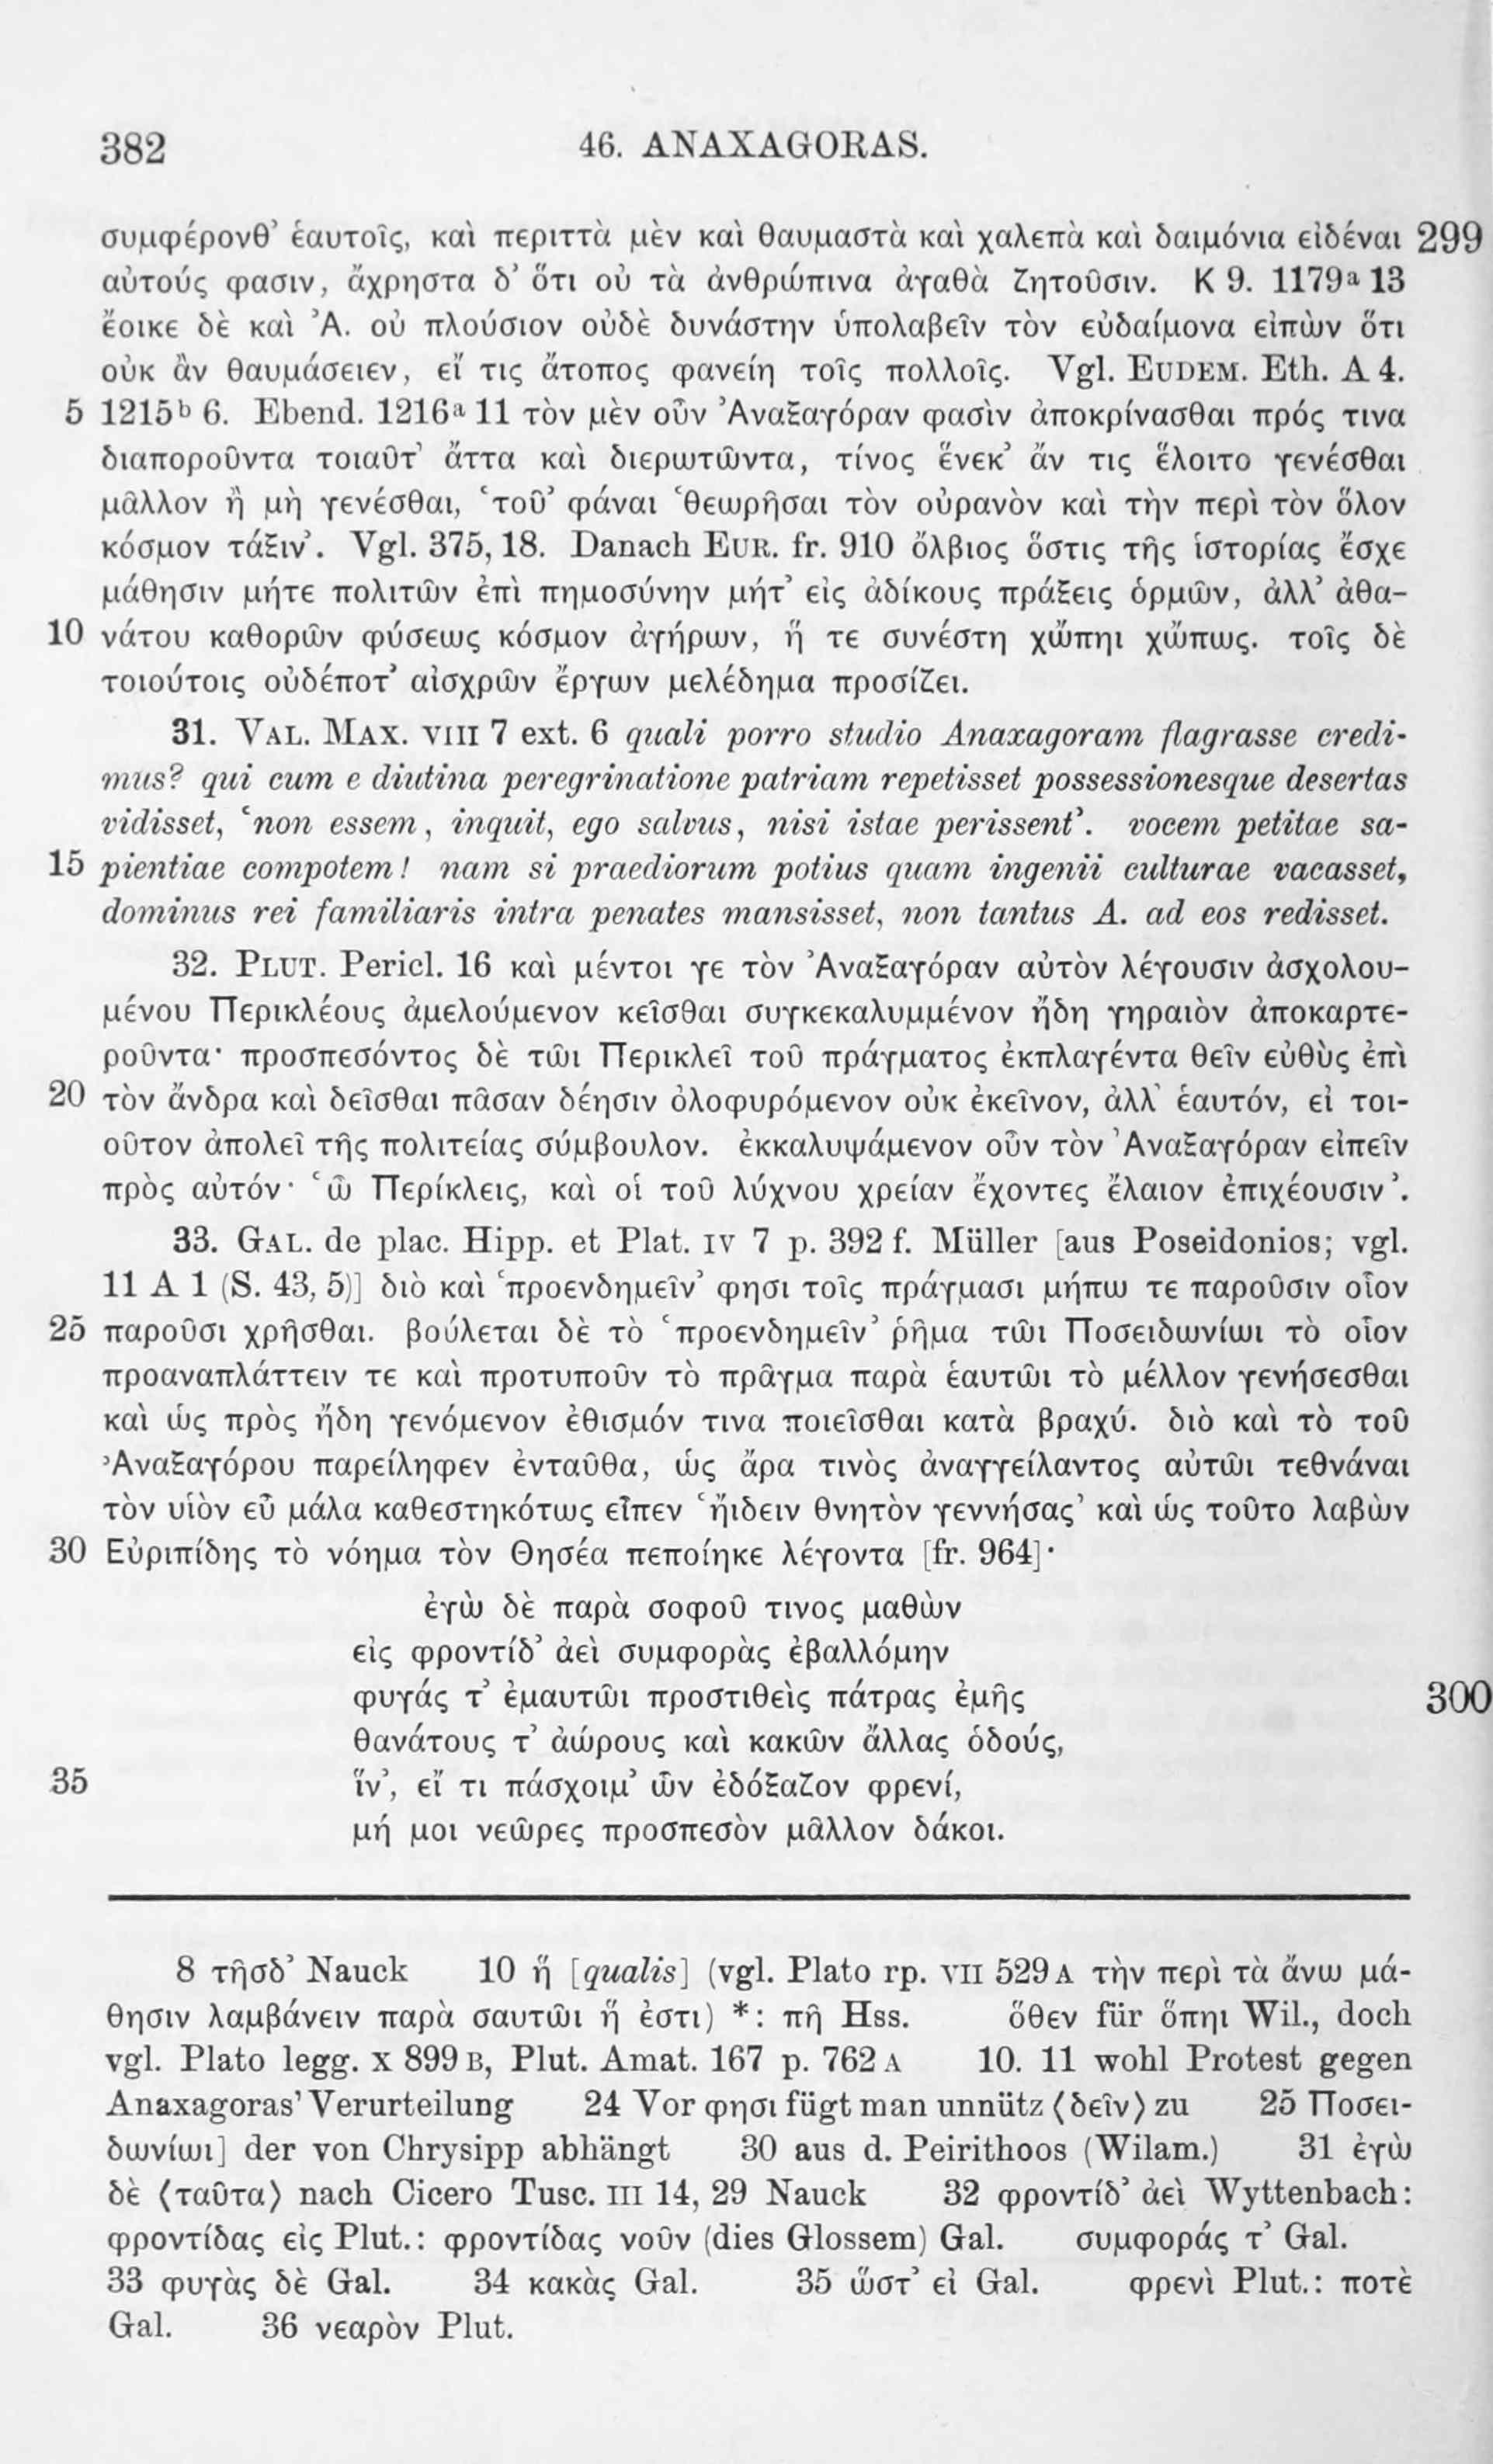 382 46. ANAXAGORAS.
συμφέρονθ’ ἑαυτοῖς, καὶ περιττὰ μὲν καὶ θαυμαστὰ καὶ χαλεπὰ καὶ δαιμόνια εἰδέναι 299
αὐτούς φασιν, ἄχρηστα δ’ ὅτι οὐ τὰ ἀνθρώπινα ἀγαθὰ ζητοῦσιν. K 9. 1179ᵃ 13
ἔοικε δὲ καὶ Ἀ. οὐ πλούσιον οὐδὲ δυνάστην ὑπολαβεῖν τὸν εὐδαίμονα εἰπὼν ὅτι
οὐκ ἂν θαυμάσειεν, εἴ τις ἄτοπος φανείη τοῖς πολλοῖς. Vgl. EUDEM. Eth. A 4.
5 1215ᵇ 6. Ebend. 1216ᵃ 11 τὸν μὲν οὖν Ἀναξαγόραν φασὶν ἀποκρίνασθαι πρός τινα
διαποροῦντα τοιαῦτ’ ἄττα καὶ διερωτῶντα, τίνος ἕνεκ’ ἄν τις ἕλοιτο γενέσθαι
μᾶλλον ἢ μὴ γενέσθαι, ‘τοῦ’ φάναι ‘θεωρῆσαι τὸν οὐρανὸν καὶ τὴν περὶ τὸν ὅλον
κόσμον τάξιν’. Vgl. 375, 18. Danach EUR. fr. 910 ὄλβιος ὅστις τῆς ἱστορίας ἔσχε
μάθησιν μήτε πολιτῶν ἐπὶ πημοσύνην μήτ’ εἰς ἀδίκους πράξεις ὁρμῶν, ἀλλ’ ἀθα-
10 νάτου καθορῶν φύσεως κόσμον ἀγήρων, ἥ τε συνέστη χὤπηι χὤπως. τοῖς δὲ
τοιούτοις οὐδέποτ’ αἰσχρῶν ἔργων μελέδημα προσίζει.
31. VAL. MAX. VIII 7 ext. 6 quali porro studio Anaxagoram flagrasse credi-
mus? qui cum e diutina peregrinatione patriam repetisset possessionesque desertas
vidisset, ‘non essem, inquit, ego salvus, nisi istae perissent’. vocem petitae sa-
15 pientiae compotem! nam si praediorum potius quam ingenii culturae vacasset,
dominus rei familiaris intra penates mansisset, non tantus A. ad eos redisset.
32. PLUT. Pericl. 16 καὶ μέντοι γε τὸν Ἀναξαγόραν αὐτὸν λέγουσιν ἀσχολου-
μένου Περικλέους ἀμελούμενον κεῖσθαι συγκεκαλυμμένον ἤδη γηραιὸν ἀποκαρτε-
ροῦντα· προσπεσόντος δὲ τῶι Περικλεῖ τοῦ πράγματος ἐκπλαγέντα θεῖν εὐθὺς ἐπὶ
20 τὸν ἄνδρα καὶ δεῖσθαι πᾶσαν δέησιν ὀλοφυρόμενον οὐκ ἐκεῖνον, ἀλλ’ ἑαυτόν, εἰ τοι-
οῦτον ἀπολεῖ τῆς πολιτείας σύμβουλον. ἐκκαλυψάμενον οὖν τὸν Ἀναξαγόραν εἰπεῖν
πρὸς αὐτόν· ‘ὦ Περίκλεις, καὶ οἱ τοῦ λύχνου χρείαν ἔχοντες ἔλαιον ἐπιχέουσιν’.
33. GAL. de plac. Hipp. et Plat. IV 7 p. 392 f. Müller [aus Poseidonios; vgl.
11 A 1 (S. 43, 5)] διὸ καὶ ‘προενδημεῖν’ φησι τοῖς πράγμασι μήπω τε παροῦσιν οἷον
25 παροῦσι χρῆσθαι. βούλεται δὲ τὸ ‘προενδημεῖν’ ῥῆμα τῶι Ποσειδωνίωι τὸ οἷον
προαναπλάττειν τε καὶ προτυποῦν τὸ πρᾶγμα παρὰ ἑαυτῶι τὸ μέλλον γενήσεσθαι
καὶ ὡς πρὸς ἤδη γενόμενον ἐθισμόν τινα ποιεῖσθαι κατὰ βραχύ. διὸ καὶ τὸ τοῦ
Ἀναξαγόρου παρείληφεν ἐνταῦθα, ὡς ἄρα τινὸς ἀναγγείλαντος αὐτῶι τεθνάναι
τὸν υἱὸν εὖ μάλα καθεστηκότως εἶπεν ‘ἤιδειν θνητὸν γεννήσας’ καὶ ὡς τοῦτο λαβὼν
30 Εὐριπίδης τὸ νόημα τὸν Θησέα πεποίηκε λέγοντα [fr. 964]·
ἐγὼ δὲ παρὰ σοφοῦ τινος μαθὼν
εἰς φροντίδ’ ἀεὶ συμφορὰς ἐβαλλόμην
φυγάς τ’ ἐμαυτῶι προστιθεὶς πάτρας ἐμῆς 300
θανάτους τ’ ἀώρους καὶ κακῶν ἄλλας ὁδούς,
35 ἵν’, εἴ τι πάσχοιμ’ ὧν ἐδόξαζον φρενί,
μή μοι νεῶρες προσπεσὸν μᾶλλον δάκοι.
8 τῆσδ’ Nauck 10 ἥ [qualis] (vgl. Plato rp. VII 529 A τὴν περὶ τὰ ἄνω μά-
θησιν λαμβάνειν παρὰ σαυτῶι ἥ ἐστι) *: πῆ Hss. ὅθεν für ὅπηι Wil., doch
vgl. Plato legg. X 899 B, Plut. Amat. 167 p. 762 A 10. 11 wohl Protest gegen
Anaxagoras’ Verurteilung 24 Vor φησι fügt man unnütz ⟨δεῖν⟩ zu 25 Ποσει-
δωνίωι] der von Chrysipp abhängt 30 aus d. Peirithoos (Wilam.) 31 ἐγὼ
δὲ ⟨ταῦτα⟩ nach Cicero Tusc. III 14, 29 Nauck 32 φροντίδ’ ἀεὶ Wyttenbach:
φροντίδας εἰς Plut.: φροντίδας νοῦν (dies Glossem) Gal. συμφοράς τ’ Gal.
33 φυγὰς δὲ Gal. 34 κακὰς Gal. 35 ὥστ’ εἰ Gal. φρενὶ Plut.: ποτὲ
Gal. 36 νεαρὸν Plut.